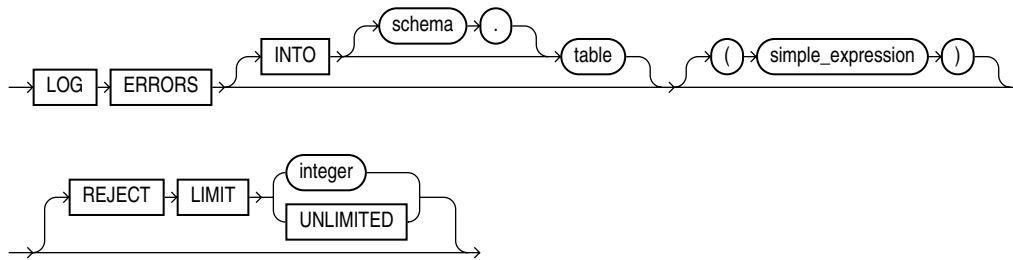 schema .
INTO table ( simple_expression )
LOG ERRORS
integer
REJECT LIMIT
UNLIMITED